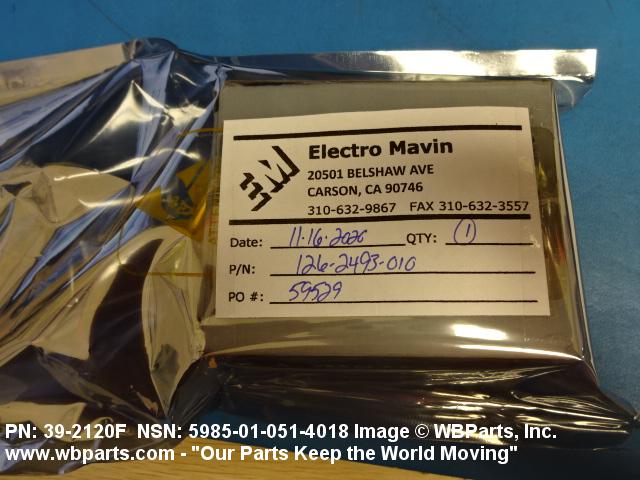 EM
Electro Mavin
20501 BELSHAW AVE
CARSON, CA 90746
310-632-9867 FAX 310-632-3557
Date: 11-16-2020 QTY: 1
P/N: 126-2493-010
PO #: 59529
PN: 39-2120F NSN: 5985-01-051-4018 Image © WBParts, Inc.
www.wbparts.com - "Our Parts Keep the World Moving"